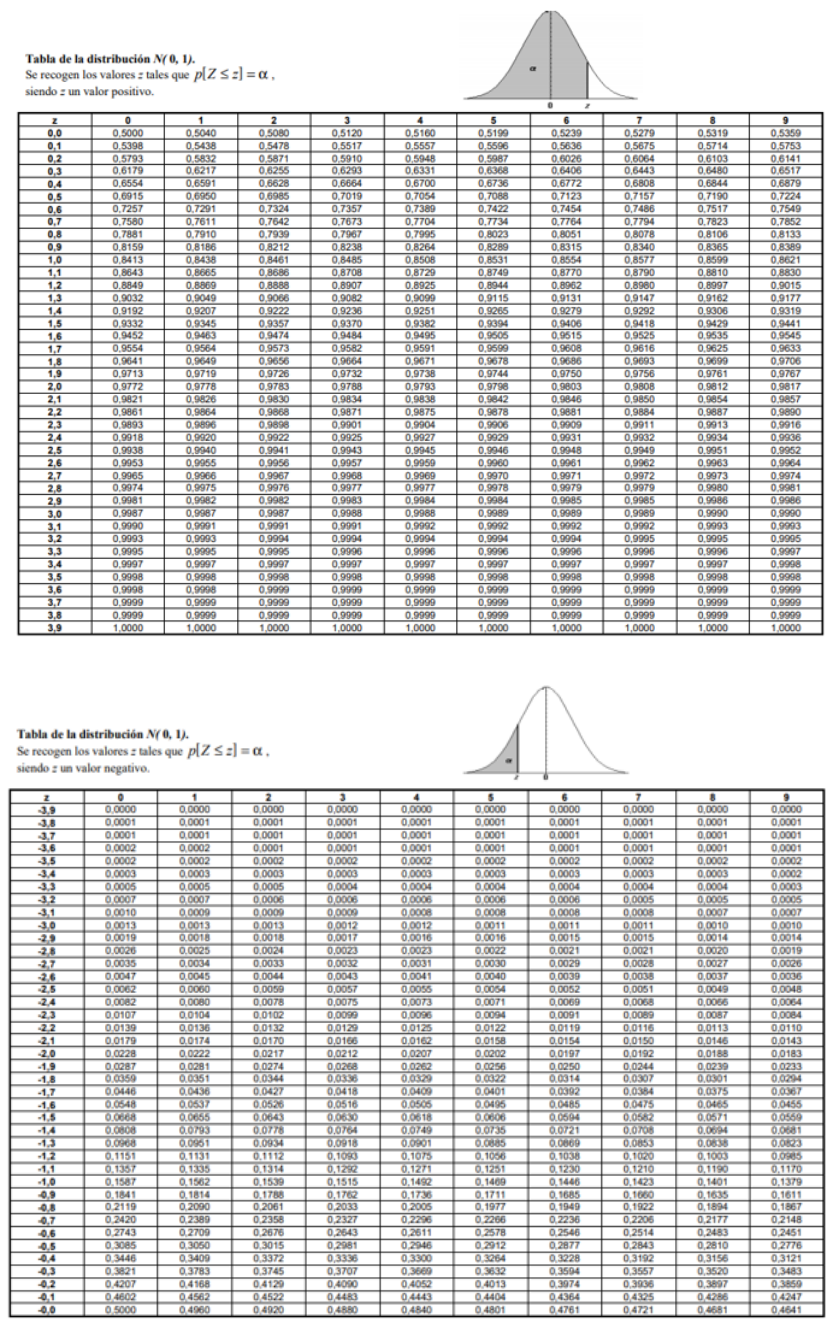 Tabla de la distribución N( 0, 1).
Se recogen los valores z tales que p[Z ≤ z] = α ,
siendo z un valor positivo.
α
0 z
z 0 1 2 3 4 5 6 7 8 9
0,0 0,5000 0,5040 0,5080 0,5120 0,5160 0,5199 0,5239 0,5279 0,5319 0,5359
0,1 0,5398 0,5438 0,5478 0,5517 0,5557 0,5596 0,5636 0,5675 0,5714 0,5753
0,2 0,5793 0,5832 0,5871 0,5910 0,5948 0,5987 0,6026 0,6064 0,6103 0,6141
0,3 0,6179 0,6217 0,6255 0,6293 0,6331 0,6368 0,6406 0,6443 0,6480 0,6517
0,4 0,6554 0,6591 0,6628 0,6664 0,6700 0,6736 0,6772 0,6808 0,6844 0,6879
0,5 0,6915 0,6950 0,6985 0,7019 0,7054 0,7088 0,7123 0,7157 0,7190 0,7224
0,6 0,7257 0,7291 0,7324 0,7357 0,7389 0,7422 0,7454 0,7486 0,7517 0,7549
0,7 0,7580 0,7611 0,7642 0,7673 0,7704 0,7734 0,7764 0,7794 0,7823 0,7852
0,8 0,7881 0,7910 0,7939 0,7967 0,7995 0,8023 0,8051 0,8078 0,8106 0,8133
0,9 0,8159 0,8186 0,8212 0,8238 0,8264 0,8289 0,8315 0,8340 0,8365 0,8389
1,0 0,8413 0,8438 0,8461 0,8485 0,8508 0,8531 0,8554 0,8577 0,8599 0,8621
1,1 0,8643 0,8665 0,8686 0,8708 0,8729 0,8749 0,8770 0,8790 0,8810 0,8830
1,2 0,8849 0,8869 0,8888 0,8907 0,8925 0,8944 0,8962 0,8980 0,8997 0,9015
1,3 0,9032 0,9049 0,9066 0,9082 0,9099 0,9115 0,9131 0,9147 0,9162 0,9177
1,4 0,9192 0,9207 0,9222 0,9236 0,9251 0,9265 0,9279 0,9292 0,9306 0,9319
1,5 0,9332 0,9345 0,9357 0,9370 0,9382 0,9394 0,9406 0,9418 0,9429 0,9441
1,6 0,9452 0,9463 0,9474 0,9484 0,9495 0,9505 0,9515 0,9525 0,9535 0,9545
1,7 0,9554 0,9564 0,9573 0,9582 0,9591 0,9599 0,9608 0,9616 0,9625 0,9633
1,8 0,9641 0,9649 0,9656 0,9664 0,9671 0,9678 0,9686 0,9693 0,9699 0,9706
1,9 0,9713 0,9719 0,9726 0,9732 0,9738 0,9744 0,9750 0,9756 0,9761 0,9767
2,0 0,9772 0,9778 0,9783 0,9788 0,9793 0,9798 0,9803 0,9808 0,9812 0,9817
2,1 0,9821 0,9826 0,9830 0,9834 0,9838 0,9842 0,9846 0,9850 0,9854 0,9857
2,2 0,9861 0,9864 0,9868 0,9871 0,9875 0,9878 0,9881 0,9884 0,9887 0,9890
2,3 0,9893 0,9896 0,9898 0,9901 0,9904 0,9906 0,9909 0,9911 0,9913 0,9916
2,4 0,9918 0,9920 0,9922 0,9925 0,9927 0,9929 0,9931 0,9932 0,9934 0,9936
2,5 0,9938 0,9940 0,9941 0,9943 0,9945 0,9946 0,9948 0,9949 0,9951 0,9952
2,6 0,9953 0,9955 0,9956 0,9957 0,9959 0,9960 0,9961 0,9962 0,9963 0,9964
2,7 0,9965 0,9966 0,9967 0,9968 0,9969 0,9970 0,9971 0,9972 0,9973 0,9974
2,8 0,9974 0,9975 0,9976 0,9977 0,9977 0,9978 0,9979 0,9979 0,9980 0,9981
2,9 0,9981 0,9982 0,9982 0,9983 0,9984 0,9984 0,9985 0,9985 0,9986 0,9986
3,0 0,9987 0,9987 0,9987 0,9988 0,9988 0,9989 0,9989 0,9989 0,9990 0,9990
3,1 0,9990 0,9991 0,9991 0,9991 0,9992 0,9992 0,9992 0,9992 0,9993 0,9993
3,2 0,9993 0,9993 0,9994 0,9994 0,9994 0,9994 0,9994 0,9995 0,9995 0,9995
3,3 0,9995 0,9995 0,9995 0,9996 0,9996 0,9996 0,9996 0,9996 0,9996 0,9997
3,4 0,9997 0,9997 0,9997 0,9997 0,9997 0,9997 0,9997 0,9997 0,9997 0,9998
3,5 0,9998 0,9998 0,9998 0,9998 0,9998 0,9998 0,9998 0,9998 0,9998 0,9998
3,6 0,9998 0,9998 0,9999 0,9999 0,9999 0,9999 0,9999 0,9999 0,9999 0,9999
3,7 0,9999 0,9999 0,9999 0,9999 0,9999 0,9999 0,9999 0,9999 0,9999 0,9999
3,8 0,9999 0,9999 0,9999 0,9999 0,9999 0,9999 0,9999 0,9999 0,9999 0,9999
3,9 1,0000 1,0000 1,0000 1,0000 1,0000 1,0000 1,0000 1,0000 1,0000 1,0000
Tabla de la distribución N( 0, 1).
Se recogen los valores z tales que p[Z ≤ z] = α ,
siendo z un valor negativo.
α
z 0
z 0 1 2 3 4 5 6 7 8 9
-3,9 0,0000 0,0000 0,0000 0,0000 0,0000 0,0000 0,0000 0,0000 0,0000 0,0000
-3,8 0,0001 0,0001 0,0001 0,0001 0,0001 0,0001 0,0001 0,0001 0,0001 0,0001
-3,7 0,0001 0,0001 0,0001 0,0001 0,0001 0,0001 0,0001 0,0001 0,0001 0,0001
-3,6 0,0002 0,0002 0,0001 0,0001 0,0001 0,0001 0,0001 0,0001 0,0001 0,0001
-3,5 0,0002 0,0002 0,0002 0,0002 0,0002 0,0002 0,0002 0,0002 0,0002 0,0002
-3,4 0,0003 0,0003 0,0003 0,0003 0,0003 0,0003 0,0003 0,0003 0,0003 0,0002
-3,3 0,0005 0,0005 0,0005 0,0004 0,0004 0,0004 0,0004 0,0004 0,0004 0,0003
-3,2 0,0007 0,0007 0,0006 0,0006 0,0006 0,0006 0,0006 0,0005 0,0005 0,0005
-3,1 0,0010 0,0009 0,0009 0,0009 0,0008 0,0008 0,0008 0,0008 0,0007 0,0007
-3,0 0,0013 0,0013 0,0013 0,0012 0,0012 0,0011 0,0011 0,0011 0,0010 0,0010
-2,9 0,0019 0,0018 0,0018 0,0017 0,0016 0,0016 0,0015 0,0015 0,0014 0,0014
-2,8 0,0026 0,0025 0,0024 0,0023 0,0023 0,0022 0,0021 0,0021 0,0020 0,0019
-2,7 0,0035 0,0034 0,0033 0,0032 0,0031 0,0030 0,0029 0,0028 0,0027 0,0026
-2,6 0,0047 0,0045 0,0044 0,0043 0,0041 0,0040 0,0039 0,0038 0,0037 0,0036
-2,5 0,0062 0,0060 0,0059 0,0057 0,0055 0,0054 0,0052 0,0051 0,0049 0,0048
-2,4 0,0082 0,0080 0,0078 0,0075 0,0073 0,0071 0,0069 0,0068 0,0066 0,0064
-2,3 0,0107 0,0104 0,0102 0,0099 0,0096 0,0094 0,0091 0,0089 0,0087 0,0084
-2,2 0,0139 0,0136 0,0132 0,0129 0,0125 0,0122 0,0119 0,0116 0,0113 0,0110
-2,1 0,0179 0,0174 0,0170 0,0166 0,0162 0,0158 0,0154 0,0150 0,0146 0,0143
-2,0 0,0228 0,0222 0,0217 0,0212 0,0207 0,0202 0,0197 0,0192 0,0188 0,0183
-1,9 0,0287 0,0281 0,0274 0,0268 0,0262 0,0256 0,0250 0,0244 0,0239 0,0233
-1,8 0,0359 0,0351 0,0344 0,0336 0,0329 0,0322 0,0314 0,0307 0,0301 0,0294
-1,7 0,0446 0,0436 0,0427 0,0418 0,0409 0,0401 0,0392 0,0384 0,0375 0,0367
-1,6 0,0548 0,0537 0,0526 0,0516 0,0505 0,0495 0,0485 0,0475 0,0465 0,0455
-1,5 0,0668 0,0655 0,0643 0,0630 0,0618 0,0606 0,0594 0,0582 0,0571 0,0559
-1,4 0,0808 0,0793 0,0778 0,0764 0,0749 0,0735 0,0721 0,0708 0,0694 0,0681
-1,3 0,0968 0,0951 0,0934 0,0918 0,0901 0,0885 0,0869 0,0853 0,0838 0,0823
-1,2 0,1151 0,1131 0,1112 0,1093 0,1075 0,1056 0,1038 0,1020 0,1003 0,0985
-1,1 0,1357 0,1335 0,1314 0,1292 0,1271 0,1251 0,1230 0,1210 0,1190 0,1170
-1,0 0,1587 0,1562 0,1539 0,1515 0,1492 0,1469 0,1446 0,1423 0,1401 0,1379
-0,9 0,1841 0,1814 0,1788 0,1762 0,1736 0,1711 0,1685 0,1660 0,1635 0,1611
-0,8 0,2119 0,2090 0,2061 0,2033 0,2005 0,1977 0,1949 0,1922 0,1894 0,1867
-0,7 0,2420 0,2389 0,2358 0,2327 0,2296 0,2266 0,2236 0,2206 0,2177 0,2148
-0,6 0,2743 0,2709 0,2676 0,2643 0,2611 0,2578 0,2546 0,2514 0,2483 0,2451
-0,5 0,3085 0,3050 0,3015 0,2981 0,2946 0,2912 0,2877 0,2843 0,2810 0,2776
-0,4 0,3446 0,3409 0,3372 0,3336 0,3300 0,3264 0,3228 0,3192 0,3156 0,3121
-0,3 0,3821 0,3783 0,3745 0,3707 0,3669 0,3632 0,3594 0,3557 0,3520 0,3483
-0,2 0,4207 0,4168 0,4129 0,4090 0,4052 0,4013 0,3974 0,3936 0,3897 0,3859
-0,1 0,4602 0,4562 0,4522 0,4483 0,4443 0,4404 0,4364 0,4325 0,4286 0,4247
-0,0 0,5000 0,4960 0,4920 0,4880 0,4840 0,4801 0,4761 0,4721 0,4681 0,4641